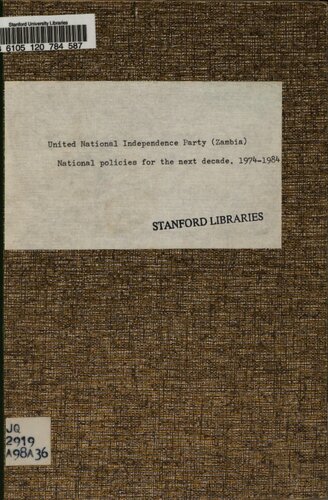 Stanford University Libraries
6105 120 784 587
United National Independence Party (Zambia)
National policies for the next decade, 1974-1984
STANFORD LIBRARIES
JQ
2919
A98A36